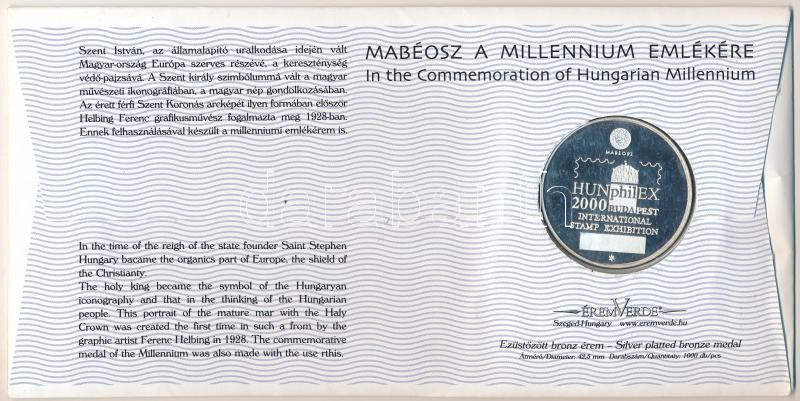 Szent István, az államalapító uralkodása idején vált
Magyar-ország Európa szerves részévé, a kereszténység
védő-pajzsává. A Szent király szimbólummá vált a magyar
művészeti ikonográfiában, a magyar nép gondolkozásában.
Az érett férfi Szent Koronás arcképét ilyen formában először
Helbing Ferenc grafikusművész fogalmazta meg 1928-ban.
Ennek felhasználásával készült a milleniumi emlékérem is.
In the time of the reigh of the state founder Saint Stephen
Hungary bacame the organics part of Europe, the shield of
the Christianty.
The holy king became the symbol of the Hungaryan
iconography and that in the thinking of the Hungarian
people. This portrait of the mature mar with the Haly
Crown was created the first time in such a from by the
graphic artist Ferenc Helbing in 1928. The commemorative
medal of the Millennium was also made with the use rthis.
MABÉOSZ A MILLENNIUM EMLÉKÉRE
In the Commemoration of Hungarian Millennium
MABÉOSZ
HUNphilEX
2000 BUDAPEST
INTERNATIONAL
STAMP EXHIBITION
ÉREMVERDE
Szeged-Hungary www.eremverde.hu
Ezüstözött bronz érem – Silver platted bronze medal
Átmérő/Diameter: 42,5 mm Darabszám/Quantitaty: 1000 db/pcs
darabanth